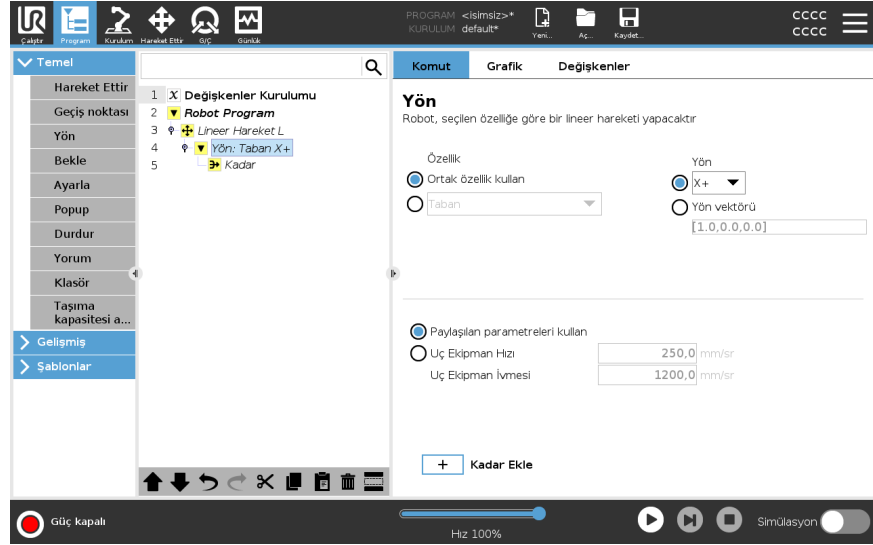 PROGRAM <isimsiz>*
KURULUM default*
UR
Çalıştır
Program
Kurulum
Hareket Ettir
G/Ç
Günlük
Yeni...
Aç...
Kaydet...
CCCC
CCCC
Temel
Hareket Ettir
Geçiş noktası
Yön
Bekle
Ayarla
Popup
Durdur
Yorum
Klasör
Taşıma
kapasitesi a...
Gelişmiş
Şablonlar
1 X Değişkenler Kurulumu
2 Robot Program
3 Lineer Hareket L
4 Yön: Taban X+
5 Kadar
Komut Grafik Değişkenler
Yön
Robot, seçilen özelliğe göre bir lineer hareketi yapacaktır
Özellik
Ortak özellik kullan
Taban
Yön
X+
Yön vektörü
[1.0,0.0,0.0]
Paylaşılan parametreleri kullan
Uç Ekipman Hızı 250,0 mm/sr
Uç Ekipman İvmesi 1200,0 mm/sr
+ Kadar Ekle
Güç kapalı
Hız 100%
Simülasyon